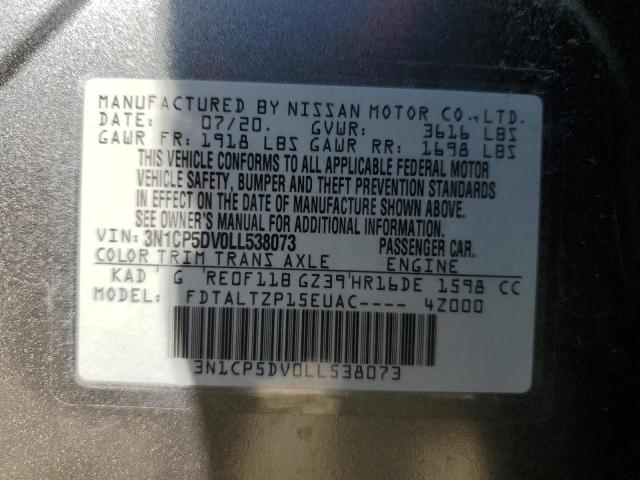 MANUFACTURED BY NISSAN MOTOR CO.,LTD.
DATE: 07/20. GVWR: 3616 LBS
GAWR FR: 1918 LBS GAWR RR: 1698 LBS
THIS VEHICLE CONFORMS TO ALL APPLICABLE FEDERAL MOTOR
VEHICLE SAFETY, BUMPER AND THEFT PREVENTION STANDARDS
IN EFFECT ON THE DATE OF MANUFACTURE SHOWN ABOVE.
SEE OWNER'S MANUAL FOR ADDITIONAL INFORMATION.
VIN: 3N1CP5DV0LL538073 PASSENGER CAR.
COLOR TRIM TRANS AXLE ENGINE
KAD G RE0F11B GZ39 HR16DE 1598 CC
MODEL: FDTALTZP15EUAC---- 4Z000
3N1CP5DV0LL538073